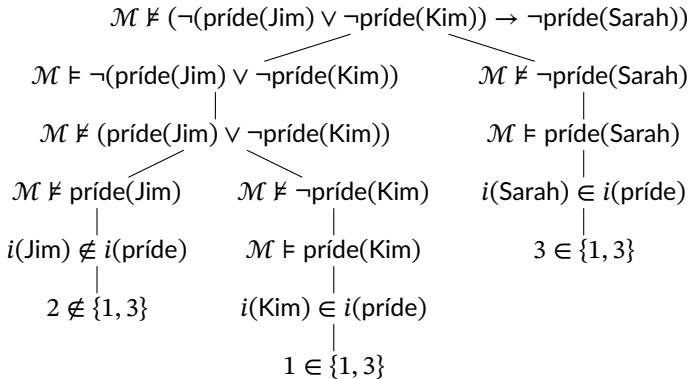 ℳ ⊭ (¬(príde(Jim) ∨ ¬príde(Kim)) → ¬príde(Sarah))
ℳ ⊨ ¬(príde(Jim) ∨ ¬príde(Kim)) ℳ ⊭ ¬príde(Sarah)
ℳ ⊭ (príde(Jim) ∨ ¬príde(Kim)) ℳ ⊨ príde(Sarah)
ℳ ⊭ príde(Jim) ℳ ⊭ ¬príde(Kim) i(Sarah) ∈ i(príde)
i(Jim) ∉ i(príde) ℳ ⊨ príde(Kim) 3 ∈ {1, 3}
2 ∉ {1, 3} i(Kim) ∈ i(príde)
1 ∈ {1, 3}